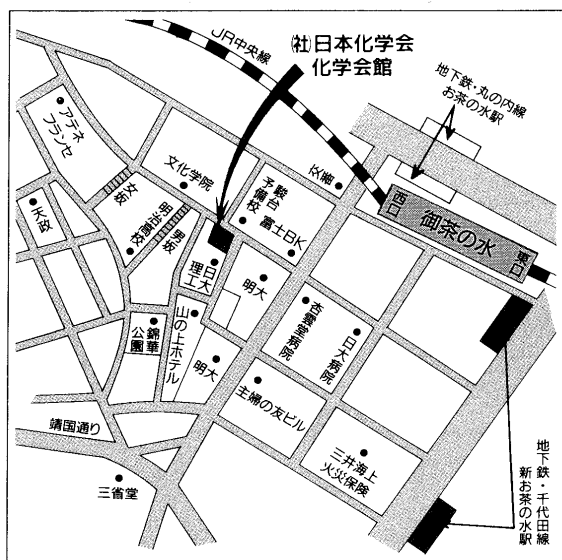 (社)日本化学会
化学会館
JR中央線
地下鉄・丸の内線
お茶の水駅
アテネ
フランセ
文化学院
交番
駿台
予備校
富士BK
西口
御茶の水
東口
女坂
明治高校
男坂
天政
日大
理工
明大
杏雲堂病院
日大病院
山の上ホテル
錦華
公園
明大
主婦の友ビル
靖国通り
三井海上
火災保険
三省堂
地下鉄・千代田線
新お茶の水駅